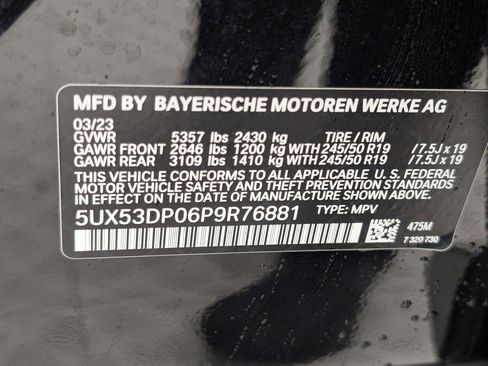 MFD BY BAYERISCHE MOTOREN WERKE AG
03/23
GVWR 5357 lbs 2430 kg TIRE / RIM
GAWR FRONT 2646 lbs 1200 kg WITH 245/50 R19 / 7.5J x 19
GAWR REAR 3109 lbs 1410 kg WITH 245/50 R19 / 7.5J x 19
THIS VEHICLE CONFORMS TO ALL APPLICABLE U. S. FEDERAL
MOTOR VEHICLE SAFETY AND THEFT PREVENTION STANDARDS
IN EFFECT ON THE DATE OF MANUFACTURE SHOWN ABOVE.
5UX53DP06P9R76881 TYPE: MPV
475M
7 320 730